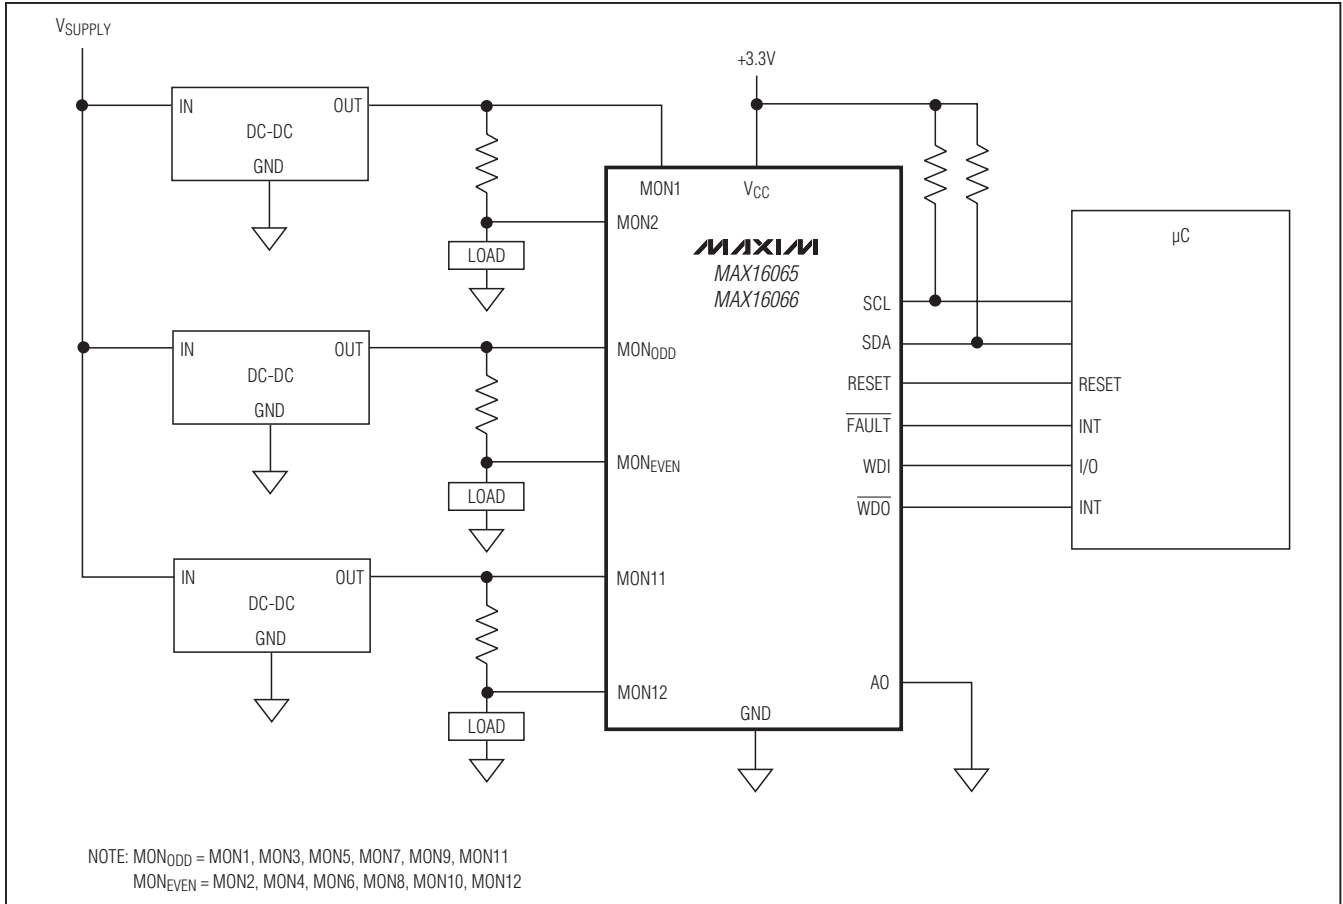 VSUPPLY
+3.3V
IN
OUT
DC-DC
GND
MON1
VCC
MON2
LOAD
MAXIM
MAX16065
MAX16066
µC
SCL
SDA
RESET
RESET
FAULT
INT
WDI
I/O
WDO
INT
IN
OUT
DC-DC
GND
MONODD
MONEVEN
LOAD
IN
OUT
DC-DC
GND
MON11
MON12
LOAD
A0
GND
NOTE: MONODD = MON1, MON3, MON5, MON7, MON9, MON11
MONEVEN = MON2, MON4, MON6, MON8, MON10, MON12